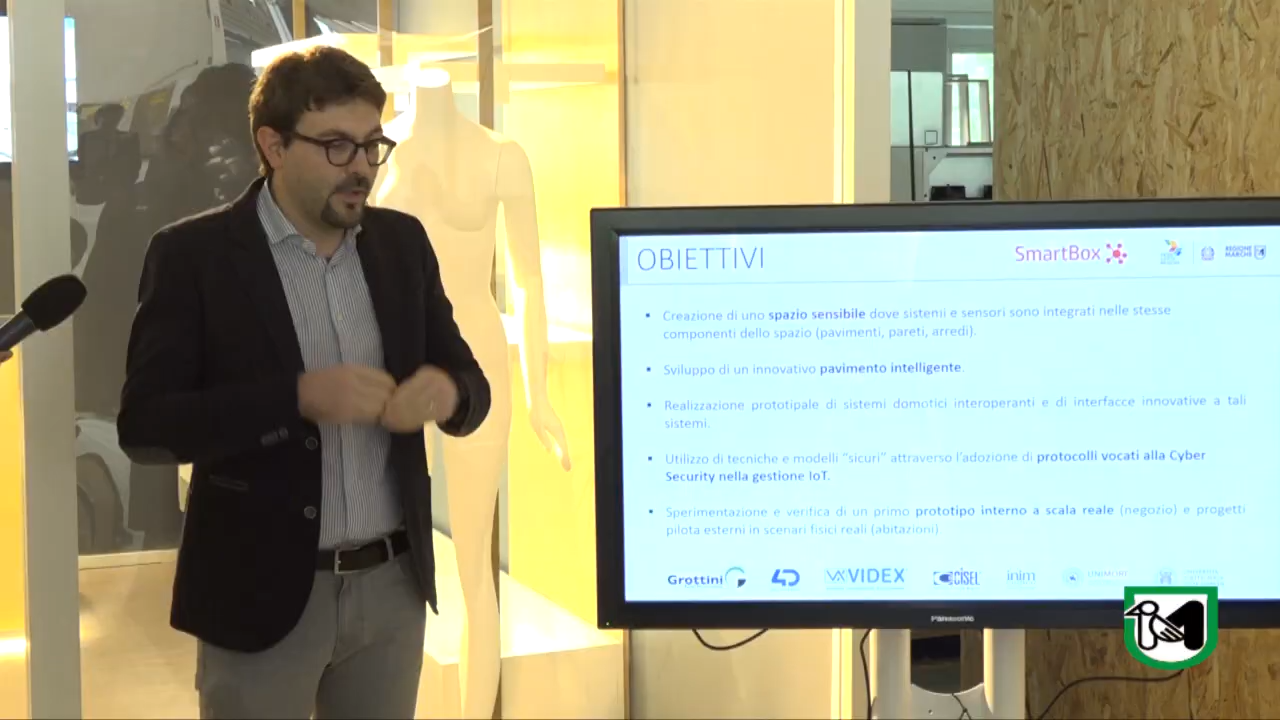 OBIETTIVI
SmartBox
REGIONE
MARCHE
▪ Creazione di uno spazio sensibile dove sistemi e sensori sono integrati nelle stesse
componenti dello spazio (pavimenti, pareti, arredi).
▪ Sviluppo di un innovativo pavimento intelligente.
▪ Realizzazione prototipale di sistemi domotici interoperanti e di interfacce innovative a tali
sistemi.
▪ Utilizzo di tecniche e modelli “sicuri” attraverso l’adozione di protocolli vocati alla Cyber
Security nella gestione IoT.
▪ Sperimentazione e verifica di un primo prototipo interno a scala reale (negozio) e progetti
pilota esterni in scenari fisici reali (abitazioni)
Grottini 4D VIDEX CISEL inim UNIMORE
Panasonic